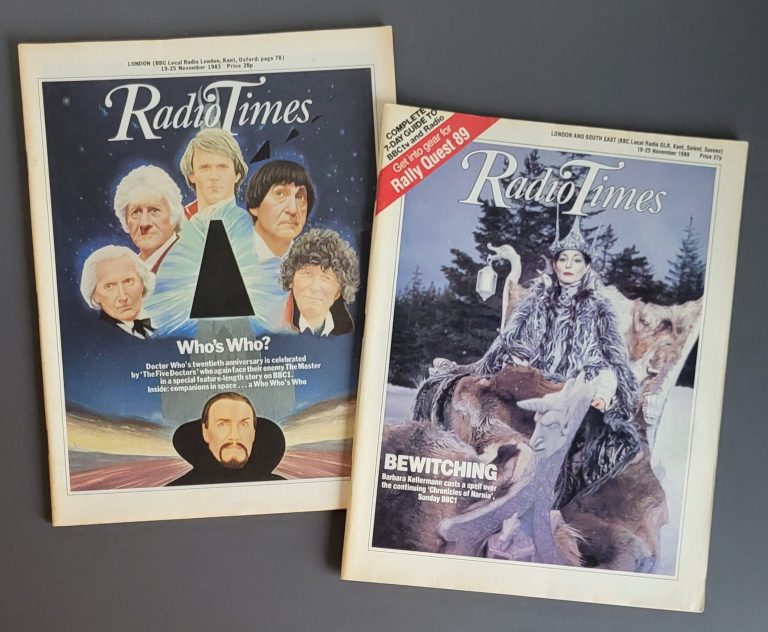 LONDON (BBC Local Radio London, Kent, Oxford: page 78)
19-25 November 1983 Price 28p
RadioTimes
Who's Who?
Doctor Who's twentieth anniversary is celebrated
by 'The Five Doctors' who again face their enemy The Master
in a special feature-length story on BBC1.
Inside: companions in space . . . a Who Who's Who
COMPLETE
7-DAY GUIDE TO
BBCtv and Radio
Get into gear for
Rally Quest 89
LONDON AND SOUTH EAST (BBC Local Radio GLR, Kent, Solent, Sussex)
19-25 November 1988 Price 37p
RadioTimes
BEWITCHING
Barbara Kellermann casts a spell over
the continuing 'Chronicles of Narnia',
Sunday BBC1